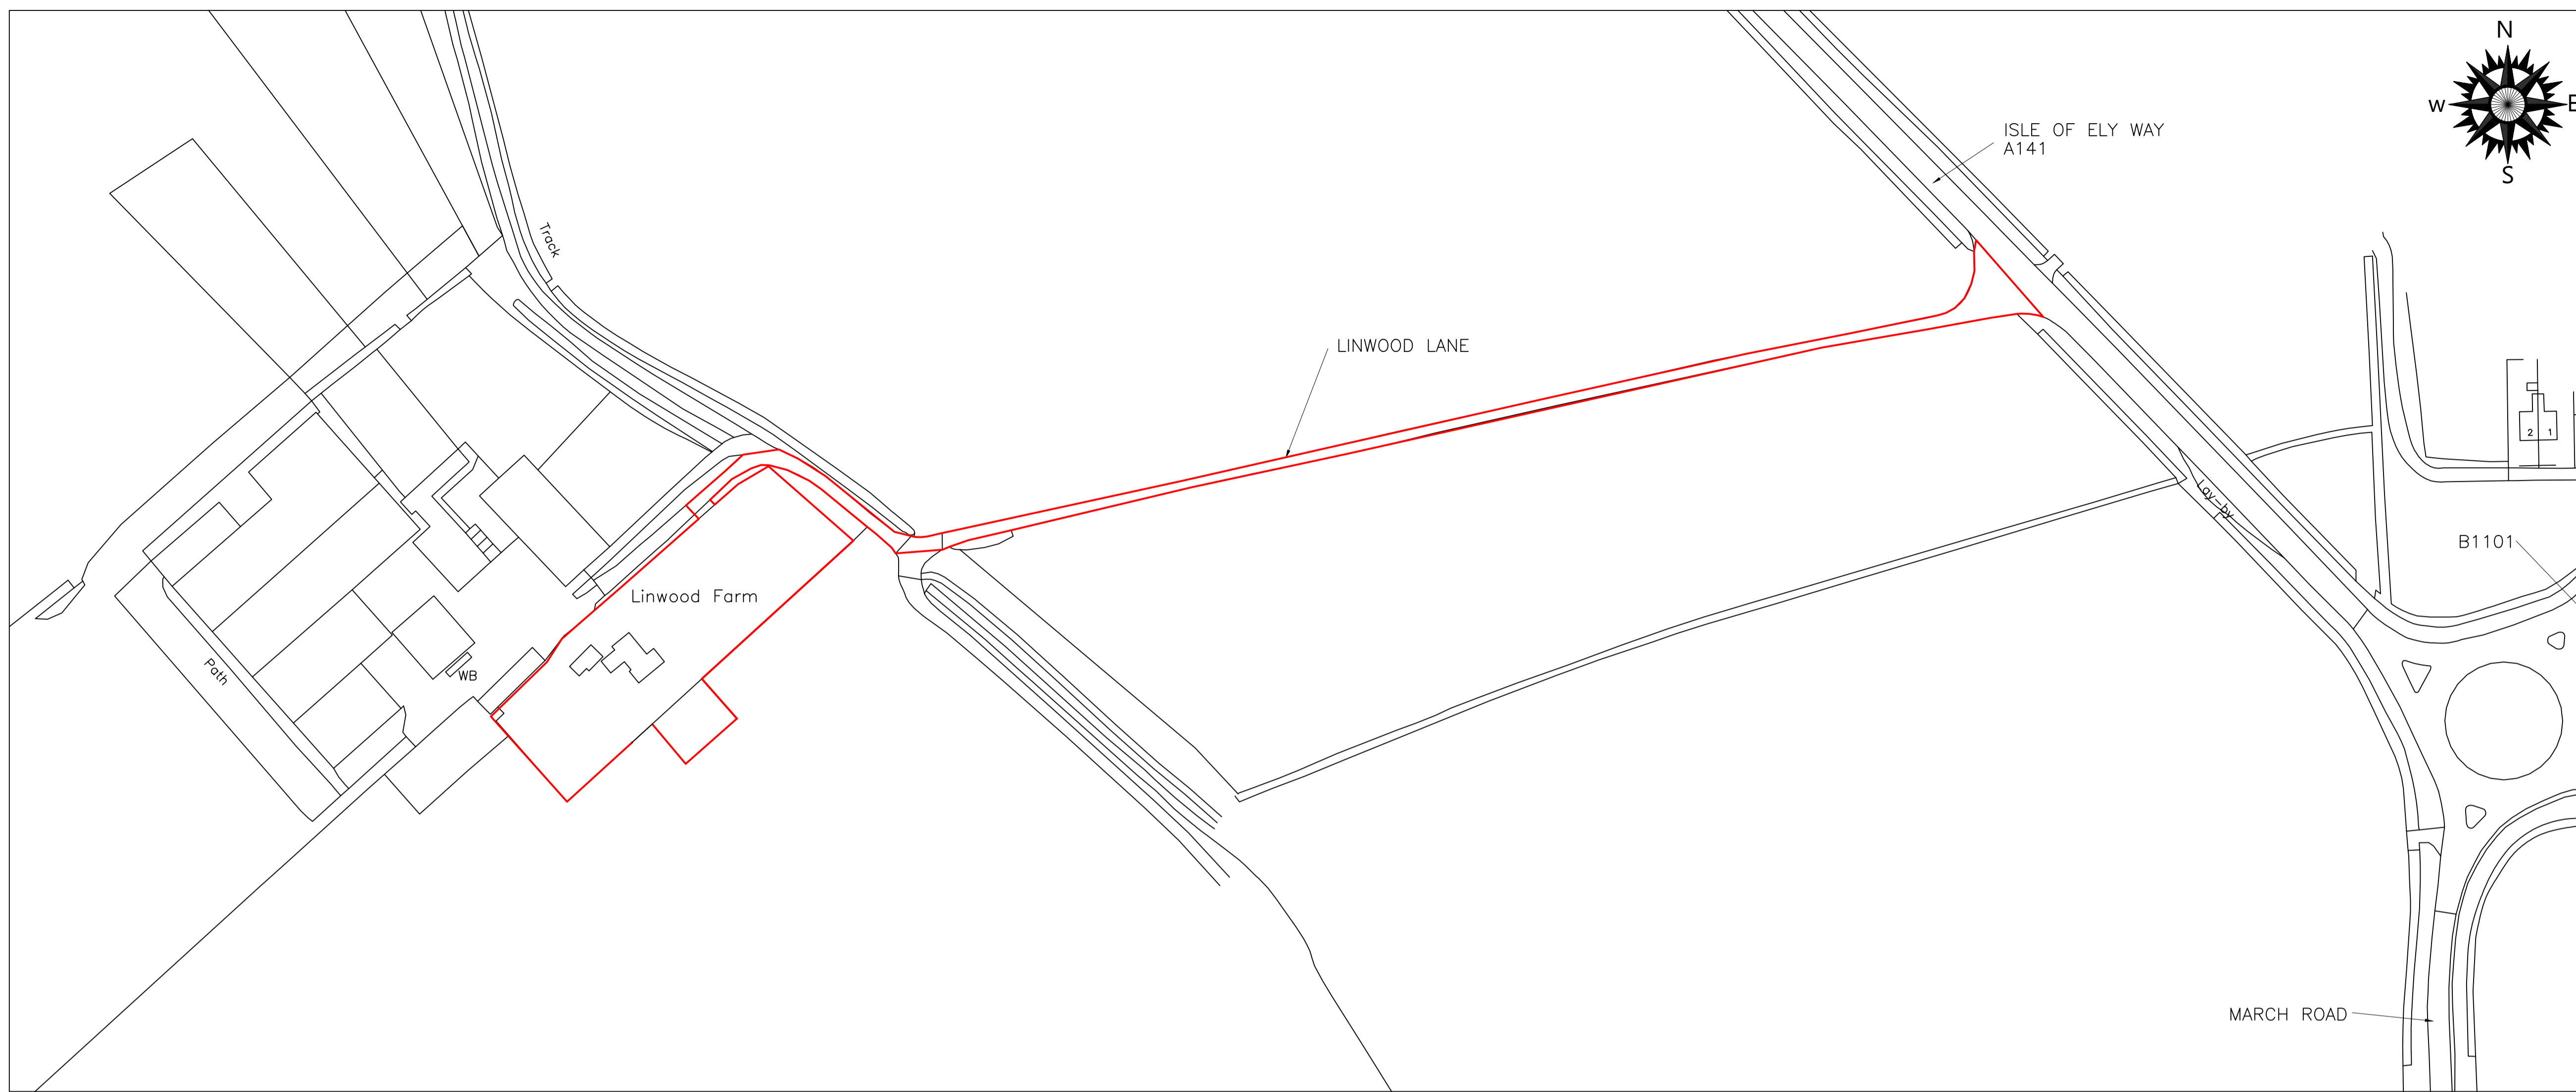 N
W
E
S
ISLE OF ELY WAY
A141
Track
LINWOOD LANE
2
1
Lay-by
B1101
Linwood Farm
Path
WB
MARCH ROAD